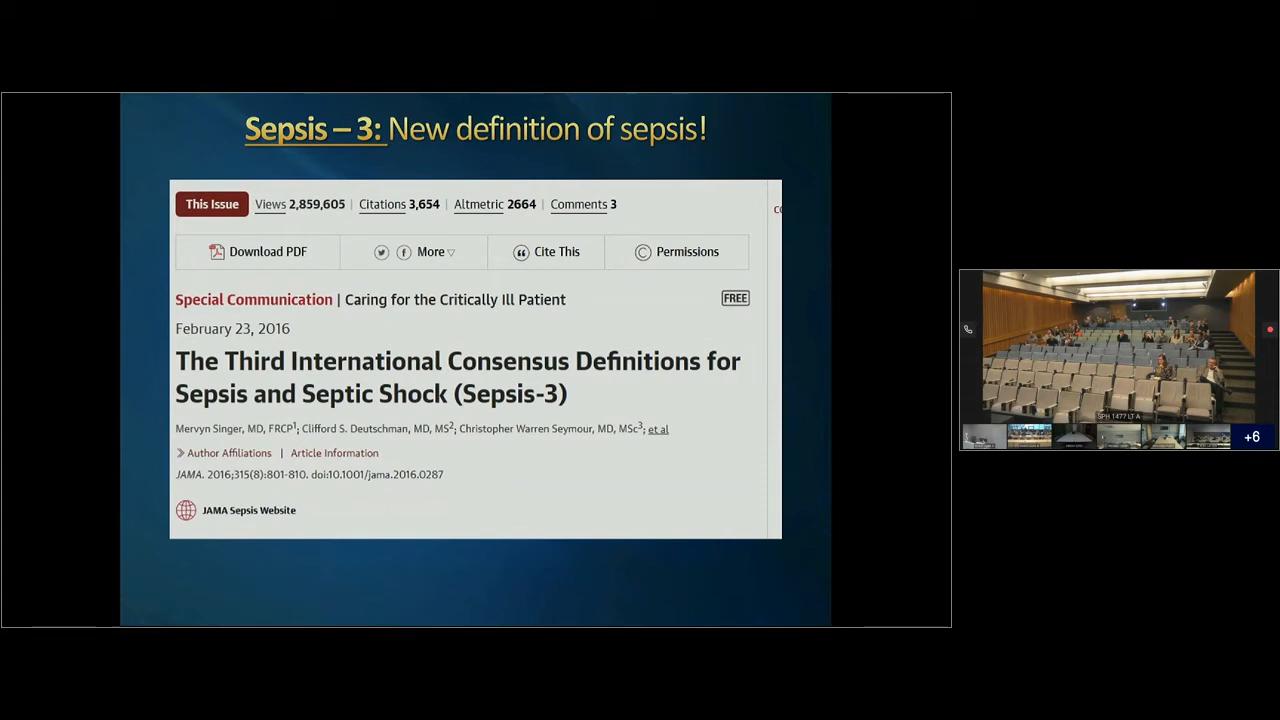 Sepsis – 3: New definition of sepsis!
This Issue Views 2,859,605 | Citations 3,654 | Altmetric 2664 | Comments 3
Download PDF More Cite This Permissions
Special Communication | Caring for the Critically Ill Patient FREE
February 23, 2016
The Third International Consensus Definitions for
Sepsis and Septic Shock (Sepsis-3)
Mervyn Singer, MD, FRCP1; Clifford S. Deutschman, MD, MS2; Christopher Warren Seymour, MD, MSc3; et al
Author Affiliations | Article Information
JAMA. 2016;315(8):801-810. doi:10.1001/jama.2016.0287
JAMA Sepsis Website
SPH 1477 LT A
+6